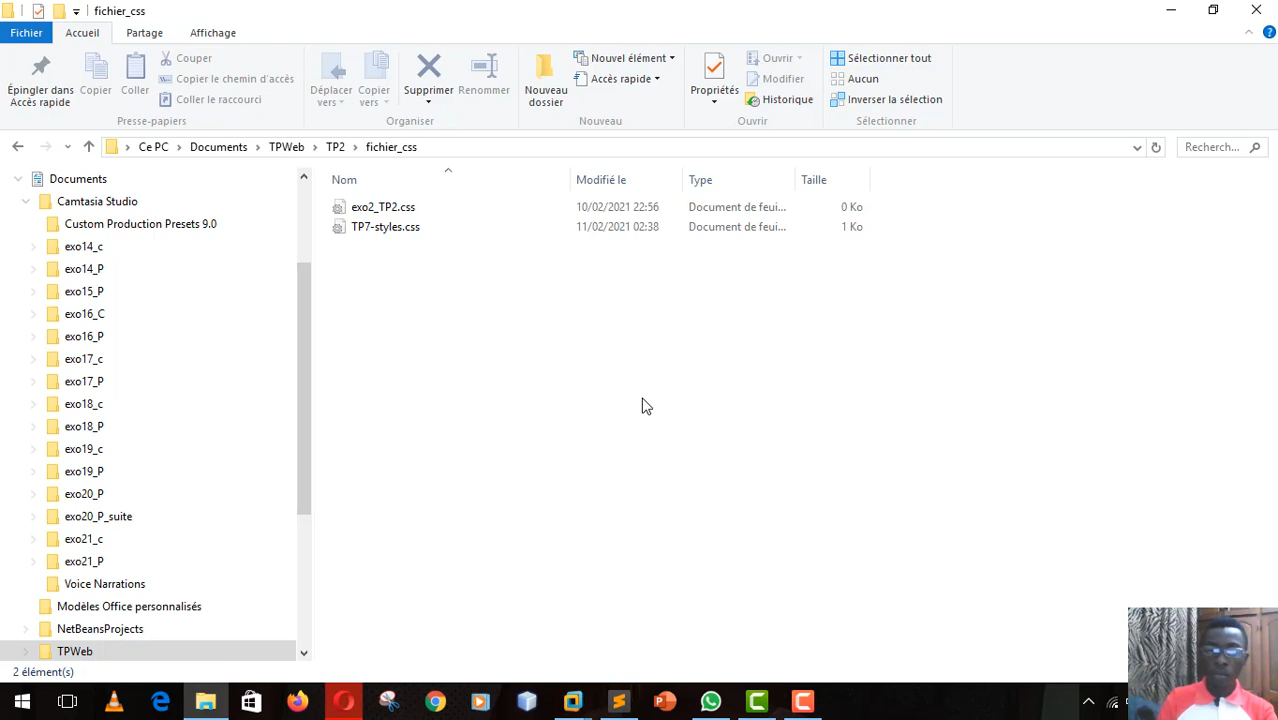 fichier_css
Fichier Accueil Partage Affichage
Épingler dans Accès rapide
Copier
Coller
Couper
Copier le chemin d'accès
Coller le raccourci
Presse-papiers
Déplacer vers
Copier vers
Supprimer
Renommer
Organiser
Nouveau dossier
Nouvel élément
Accès rapide
Nouveau
Propriétés
Ouvrir
Modifier
Historique
Ouvrir
Sélectionner tout
Aucun
Inverser la sélection
Sélectionner
Ce PC > Documents > TPWeb > TP2 > fichier_css
Recherch...
Nom Modifié le Type Taille
exo2_TP2.css 10/02/2021 22:56 Document de feui... 0 Ko
TP7-styles.css 11/02/2021 02:38 Document de feui... 1 Ko
Documents
Camtasia Studio
Custom Production Presets 9.0
exo14_c
exo14_P
exo15_P
exo16_C
exo16_P
exo17_c
exo17_P
exo18_c
exo18_P
exo19_c
exo19_P
exo20_P
exo20_P_suite
exo21_c
exo21_P
Voice Narrations
Modèles Office personnalisés
NetBeansProjects
TPWeb
2 élément(s)